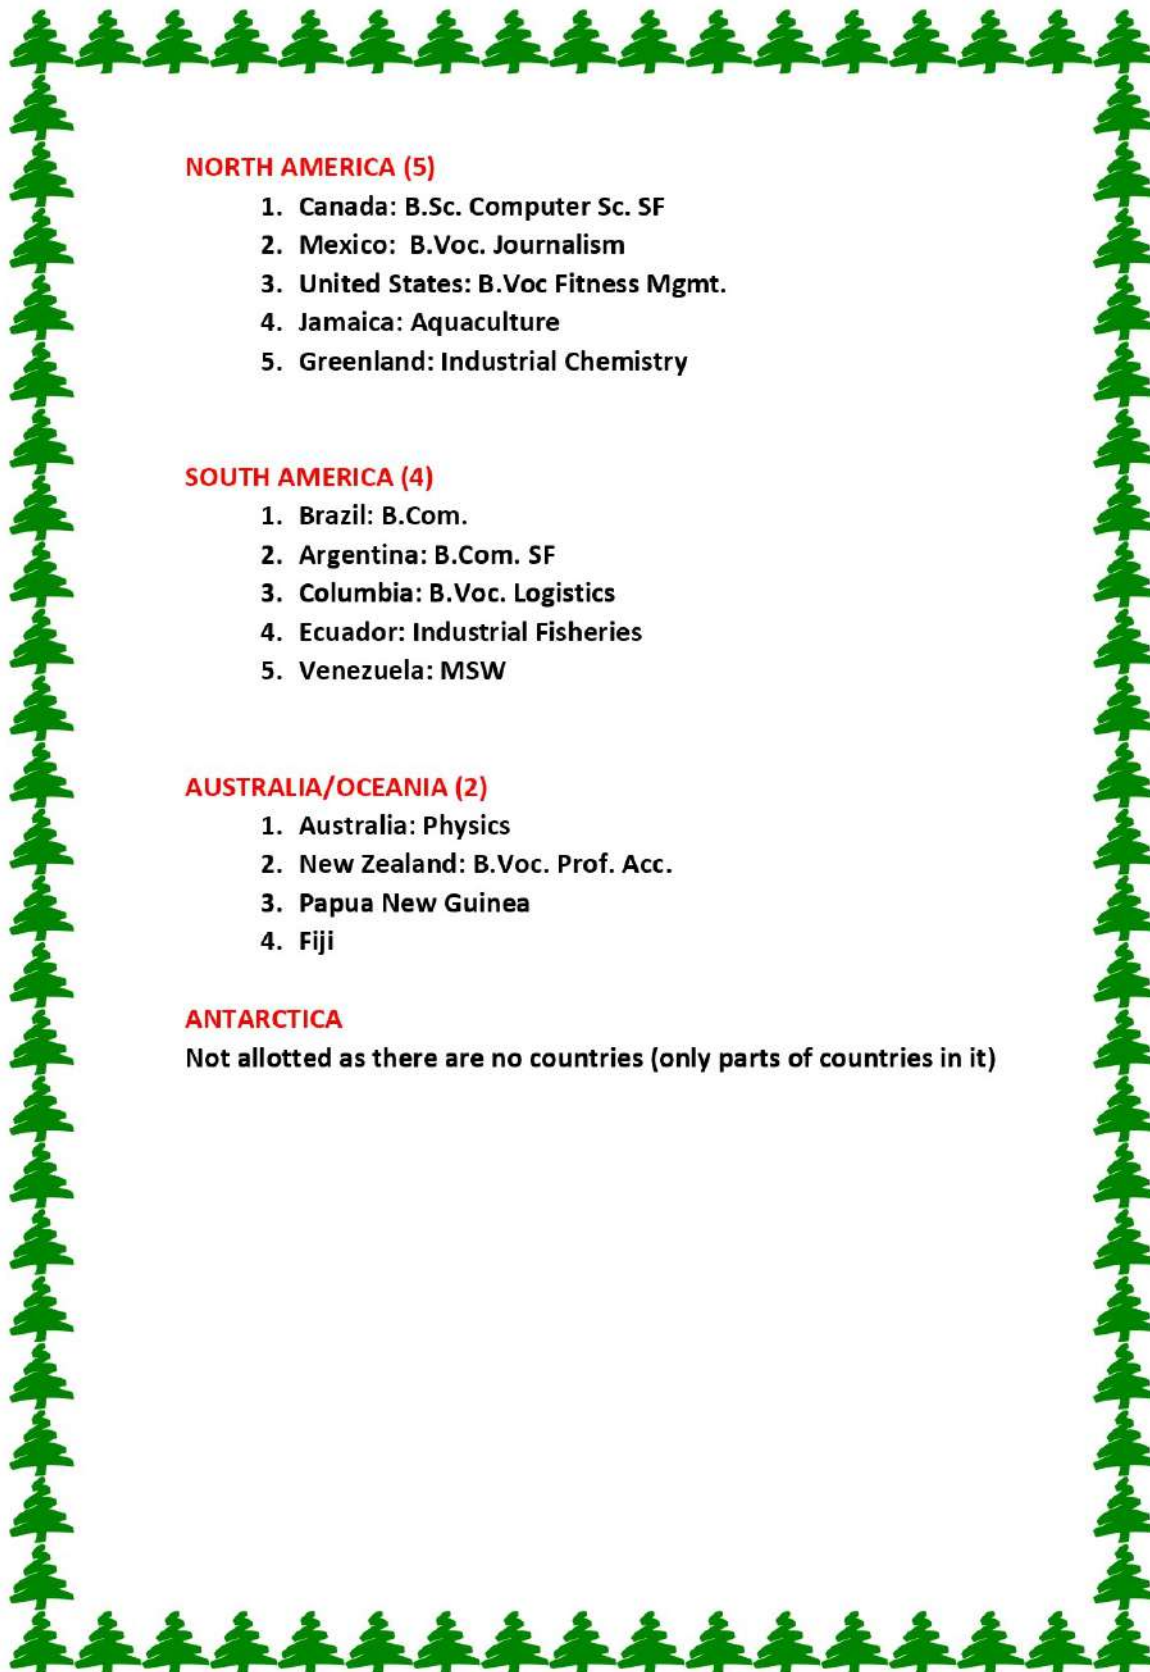 NORTH AMERICA (5)
1. Canada: B.Sc. Computer Sc. SF
2. Mexico: B.Voc. Journalism
3. United States: B.Voc Fitness Mgmt.
4. Jamaica: Aquaculture
5. Greenland: Industrial Chemistry
SOUTH AMERICA (4)
1. Brazil: B.Com.
2. Argentina: B.Com. SF
3. Columbia: B.Voc. Logistics
4. Ecuador: Industrial Fisheries
5. Venezuela: MSW
AUSTRALIA/OCEANIA (2)
1. Australia: Physics
2. New Zealand: B.Voc. Prof. Acc.
3. Papua New Guinea
4. Fiji
ANTARCTICA
Not allotted as there are no countries (only parts of countries in it)